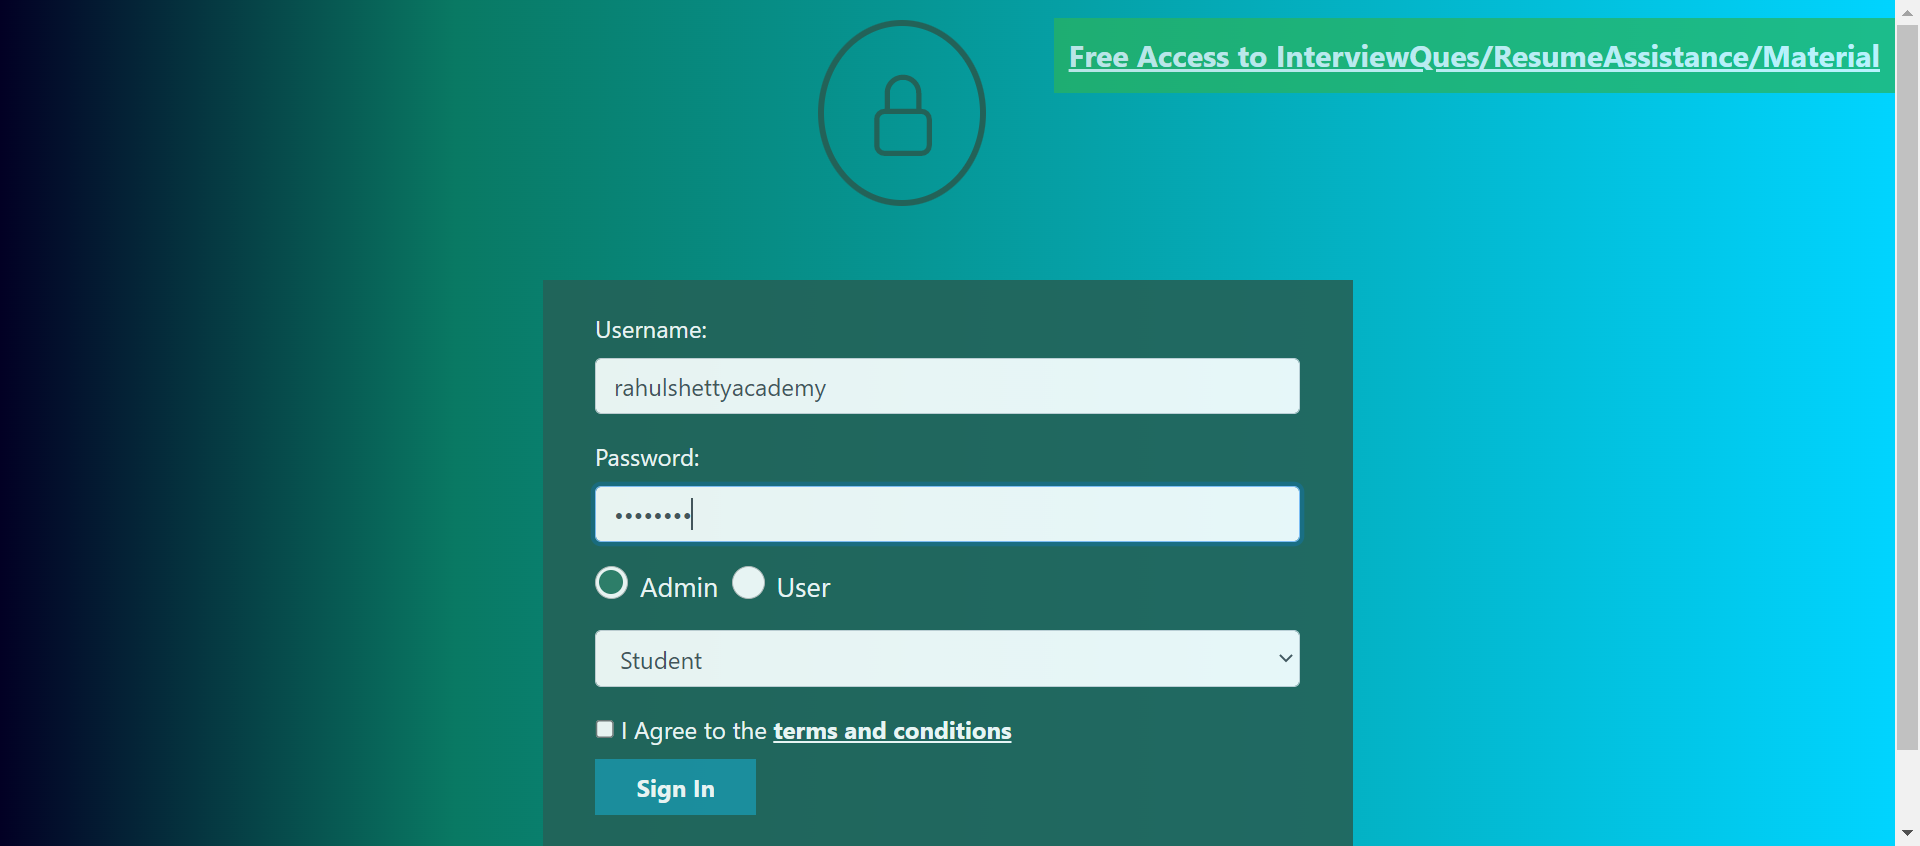 Free Access to InterviewQues/ResumeAssistance/Material
Username:
rahulshettyacademy
Password:
••••••••
Admin User
Student
I Agree to the terms and conditions
Sign In